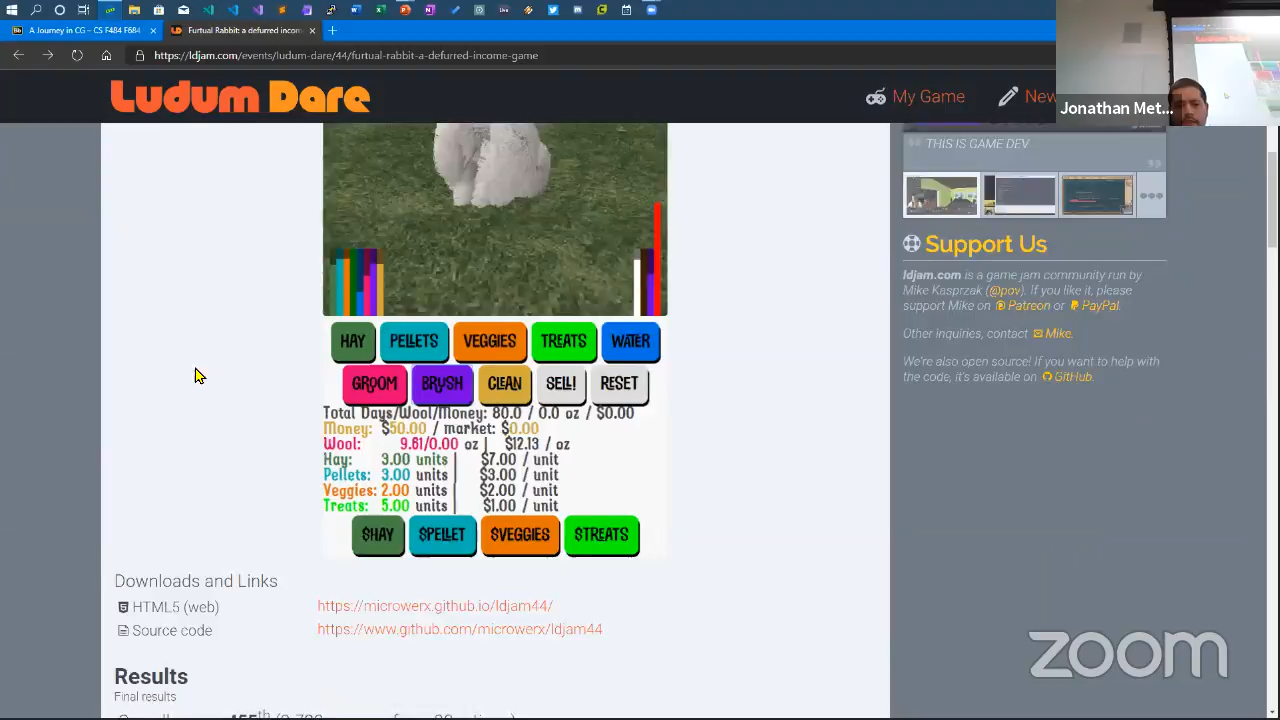 A Journey in CG – CS F484 F684
Furtual Rabbit: a defurred incom
https://ldjam.com/events/ludum-dare/44/furtual-rabbit-a-defurred-income-game
Ludum Dare
My Game
New
Jonathan Met...
THIS IS GAME DEV
Support Us
ldjam.com is a game jam community run by
Mike Kasprzak (@pov). If you like it, please
support Mike on Patreon or PayPal.
Other inquiries, contact Mike.
We're also open source! If you want to help with
the code, it's available on GitHub.
HAY PELLETS VEGGIES TREATS WATER
GROOM BRUSH CLEAN SELL! RESET
Total Days/Wool/Money: 80.0 / 0.0 oz / $0.00
Money: $50.00 / market: $0.00
Wool: 9.61/0.00 oz | $12.13 / oz
Hay: 3.00 units | $7.00 / unit
Pellets: 3.00 units | $3.00 / unit
Veggies: 2.00 units | $2.00 / unit
Treats: 5.00 units | $1.00 / unit
$HAY $PELLET $VEGGIES $TREATS
Downloads and Links
HTML5 (web) https://microwerx.github.io/ldjam44/
Source code https://www.github.com/microwerx/ldjam44
Results
Final results
zoom